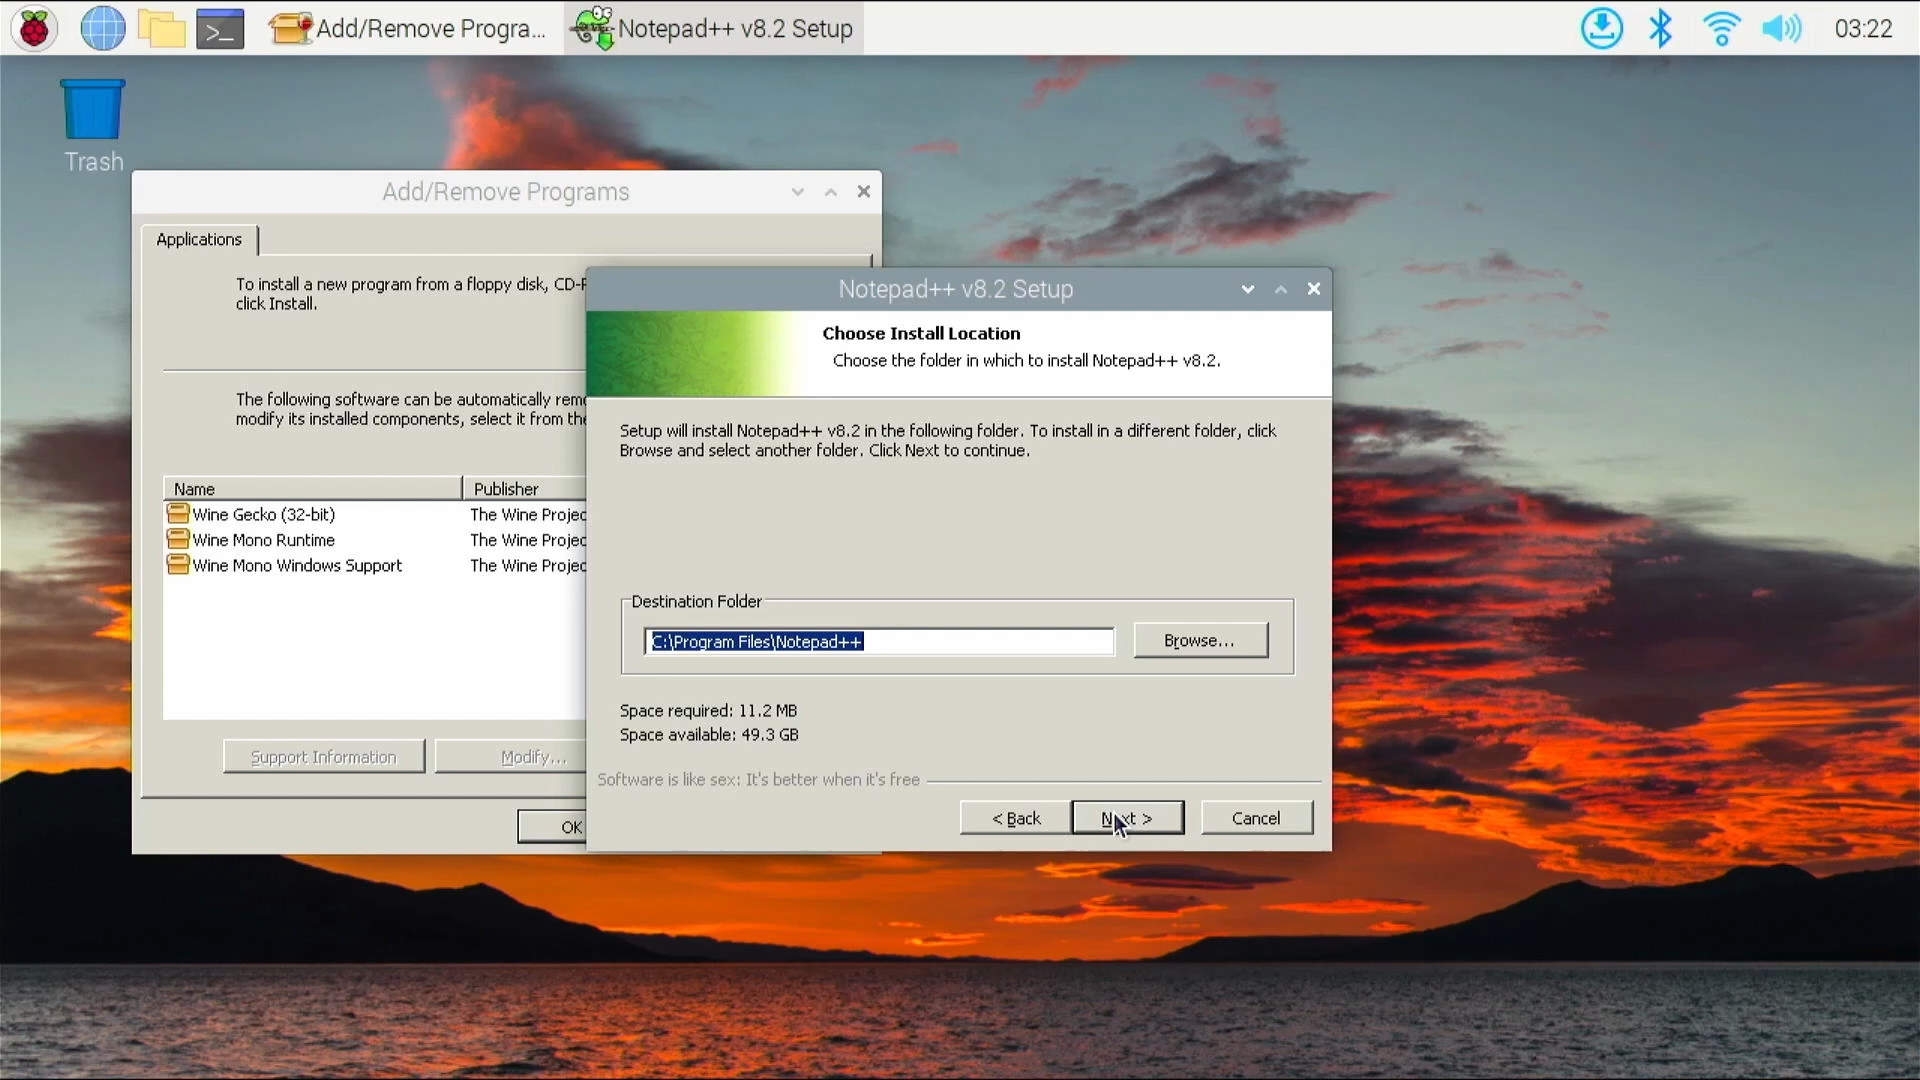 Add/Remove Progra...
Notepad++ v8.2 Setup
03:22
Trash
Add/Remove Programs
Applications
To install a new program from a floppy disk, CD-
click Install.
The following software can be automatically
modify its installed components, select it from
Name
Publisher
Wine Gecko (32-bit)
The Wine
Wine Mono Runtime
The Wine
Wine Mono Windows Support
The Wine
Support Information
Modify...
OK
Notepad++ v8.2 Setup
Choose Install Location
Choose the folder in which to install Notepad++ v8.2.
Setup will install Notepad++ v8.2 in the following folder. To install in a different folder, click
Browse and select another folder. Click Next to continue.
Destination Folder
C:\Program Files\Notepad++
Browse...
Space required: 11.2 MB
Space available: 49.3 GB
Software is like sex: It's better when it's free
< Back
Next >
Cancel